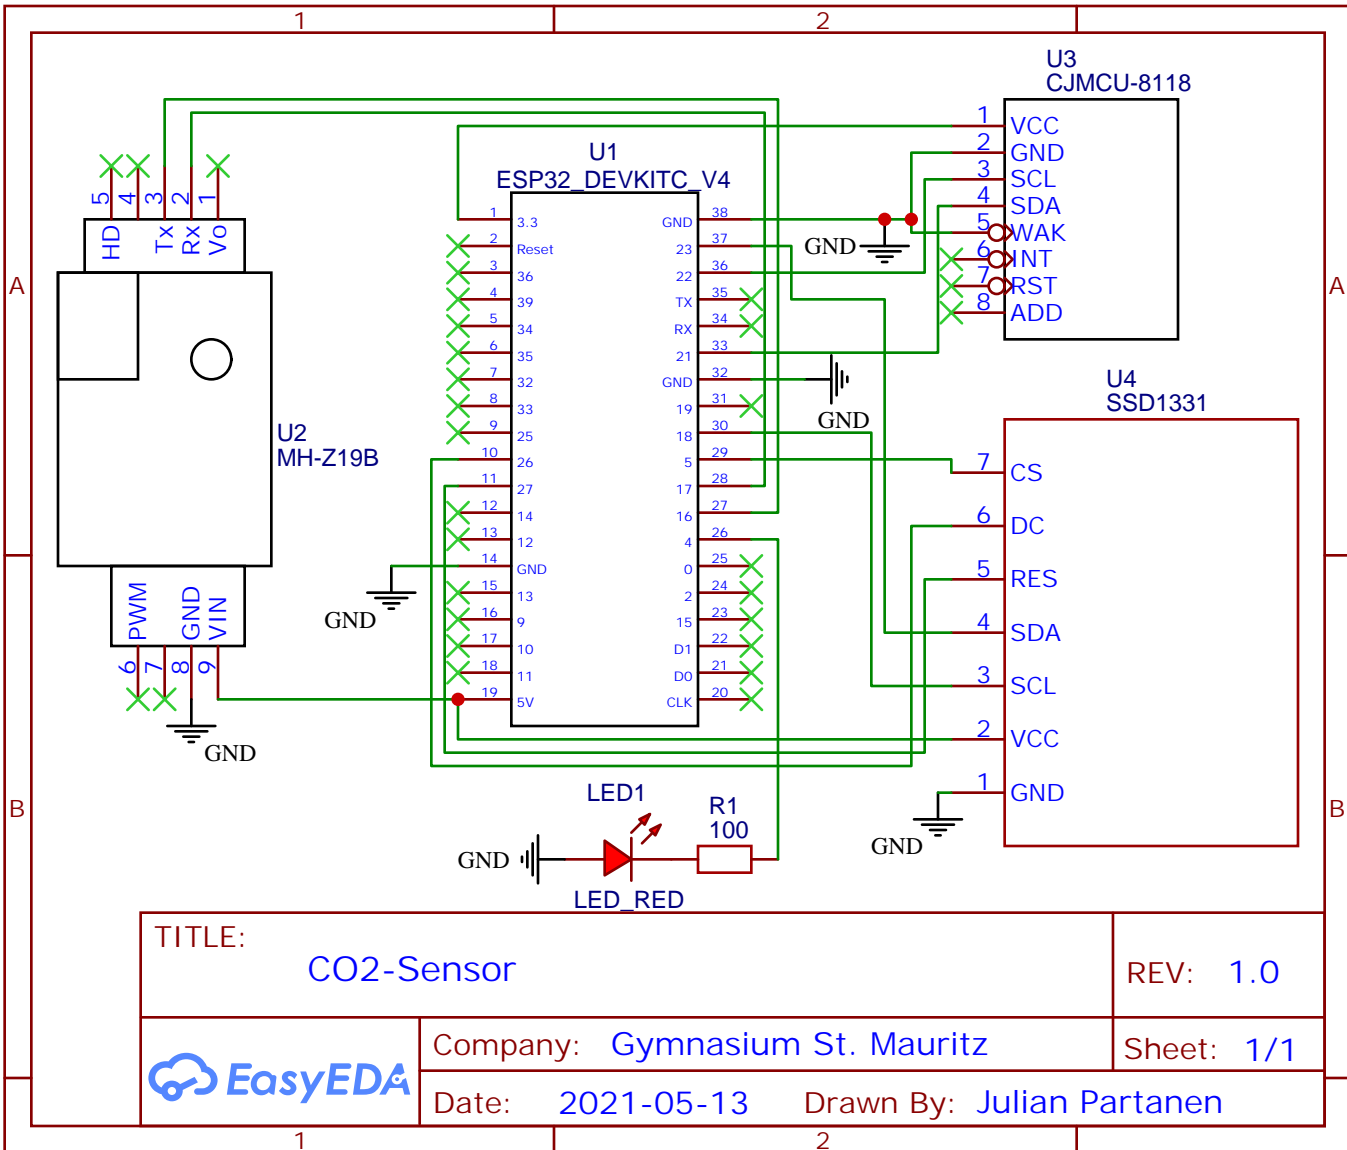 1 2
U3
CJMCU-8118
1 VCC
2 GND
3 SCL
4 SDA
5 WAK
6 INT
7 RST
8 ADD
U1
ESP32_DEVKITC_V4
1 3.3 GND 38
2 Reset 23 37
3 36 22 36
4 39 TX 35
5 34 RX 34
6 35 21 33
7 32 GND 32
8 33 19 31
9 25 18 30
10 26 5 29
11 27 17 28
12 14 16 27
13 12 4 26
14 GND 0 25
15 13 2 24
16 9 15 23
17 10 D1 22
18 11 D0 21
19 5V CLK 20
GND
GND
GND
5 4 3 2 1
HD Tx Rx Vo
U2
MH-Z19B
PWM GND VIN
6 7 8 9
GND
A A
U4
SSD1331
7 CS
6 DC
5 RES
4 SDA
3 SCL
2 VCC
1 GND
GND
B B
LED1
R1
100
GND
LED_RED
TITLE:
CO2-Sensor
REV: 1.0
EasyEDA
Company: Gymnasium St. Mauritz
Sheet: 1/1
Date: 2021-05-13 Drawn By: Julian Partanen
1 2